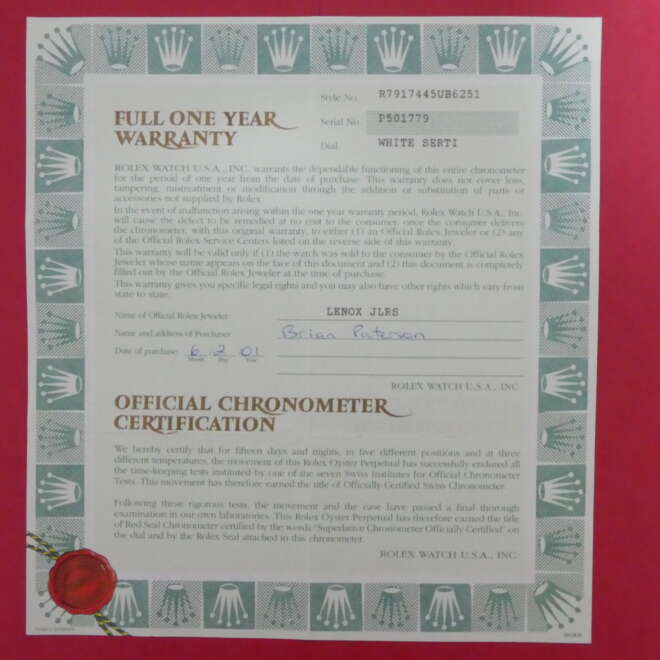 Style No. R7917445UB6251
FULL ONE YEAR
WARRANTY
Serial No. P501779
Dial WHITE SERTI
ROLEX WATCH U.S.A., INC. warrants the dependable functioning of this entire chronometer
for the period of one year from the date of purchase. This warranty does not cover loss,
tampering, mistreatment or modification through the addition or substitution of parts or
accessories not supplied by Rolex.
In the event of malfunction arising within the one year warranty period, Rolex Watch U.S.A., Inc.
will cause the defect to be remedied at no cost to the consumer, once the consumer delivers
the chronometer, with this original warranty, to either (1) an Official Rolex Jeweler or (2) any
of the Official Rolex Service Centers listed on the reverse side of this warranty.
This warranty will be valid only if (1) the watch was sold to the consumer by the Official Rolex
Jeweler whose name appears on the face of this document and (2) this document is completely
filled out by the Official Rolex Jeweler at the time of purchase.
This warranty gives you specific legal rights and you may also have other rights which vary from
state to state.
Name of Official Rolex Jeweler LENOX JLRS
Name and address of Purchaser Brian Paterson
Date of purchase 6 2 01
Month Day Year
ROLEX WATCH U.S.A., INC.
OFFICIAL CHRONOMETER
CERTIFICATION
We hereby certify that for fifteen days and nights, in five different positions and at three
different temperatures, the movement of this Rolex Oyster Perpetual has successfully endured all
the time-keeping tests instituted by one of the seven Swiss Institutes for Official Chronometer
Tests. This movement has therefore earned the title of Officially Certified Swiss Chronometer.
Following these rigorous tests, the movement and the case have passed a final thorough
examination in our own laboratories. This Rolex Oyster Perpetual has therefore earned the title
of Red Seal Chronometer certified by the words "Superlative Chronometer Officially Certified" on
the dial and by the Rolex Seal attached to this chronometer.
ROLEX WATCH U.S.A., INC.